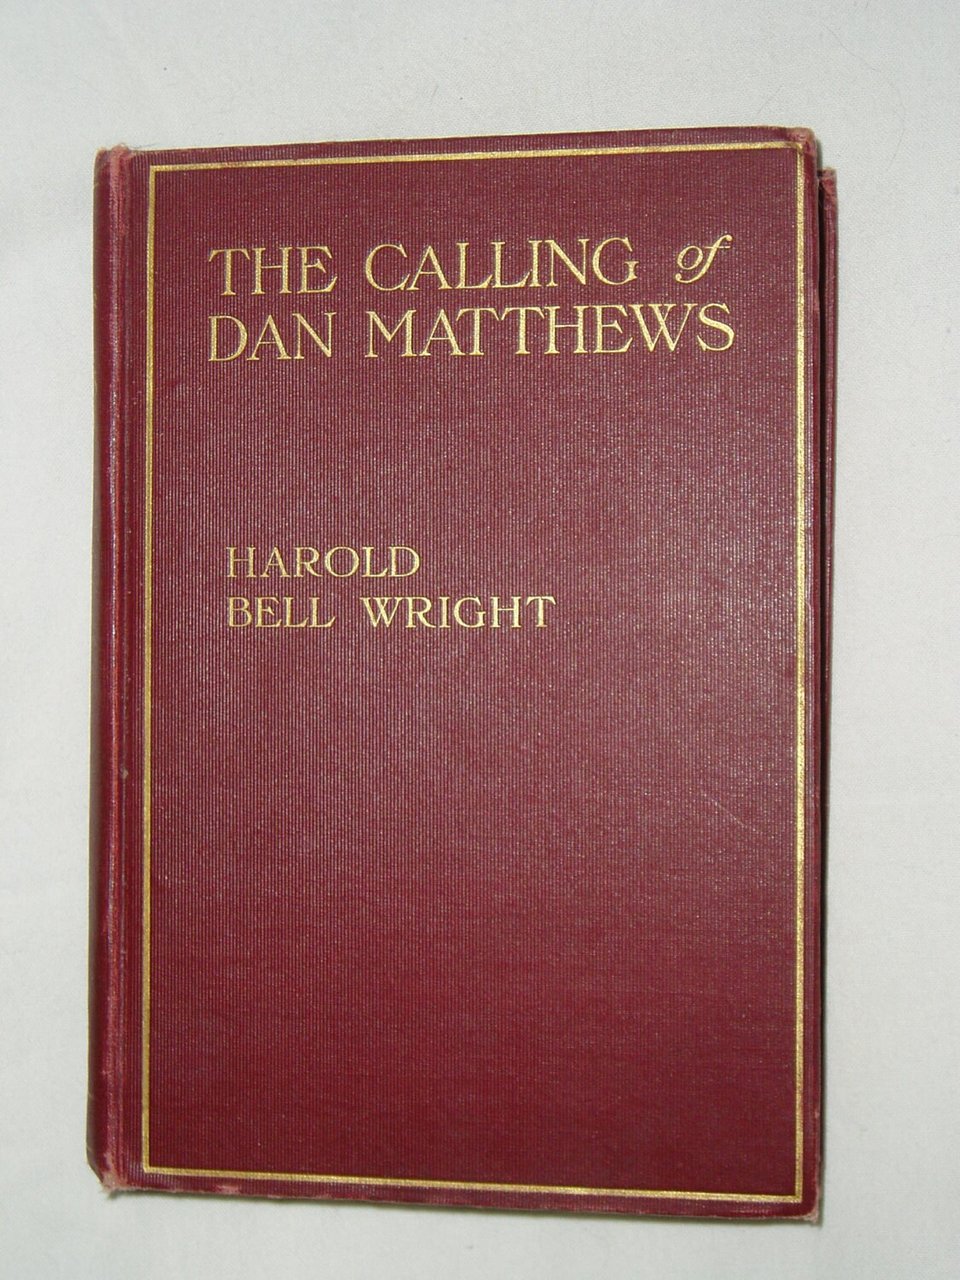 THE CALLING of
DAN MATTHEWS
HAROLD
BELL WRIGHT